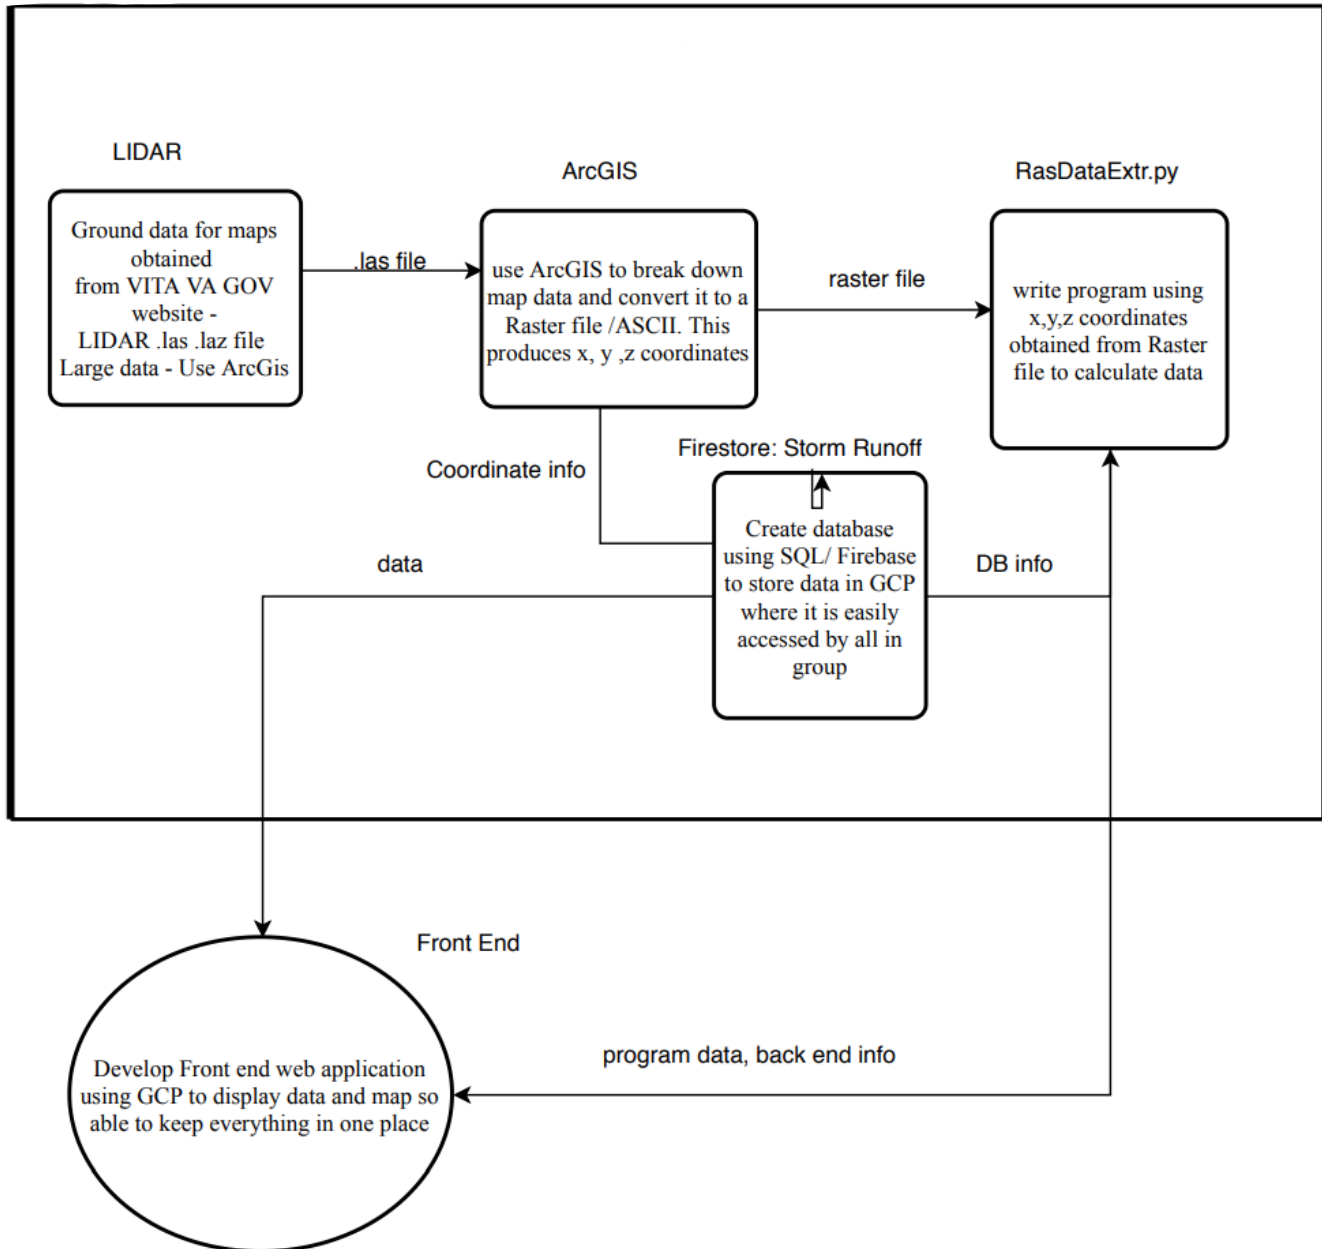 LIDAR
Ground data for maps
obtained
from VITA VA GOV
website -
LIDAR .las .laz file
Large data - Use ArcGis
.las file
ArcGIS
use ArcGIS to break down
map data and convert it to a
Raster file /ASCII. This
produces x, y ,z coordinates
raster file
RasDataExtr.py
write program using
x,y,z coordinates
obtained from Raster
file to calculate data
Coordinate info
Firestore: Storm Runoff
Create database
using SQL/ Firebase
to store data in GCP
where it is easily
accessed by all in
group
data
DB info
Front End
Develop Front end web application
using GCP to display data and map so
able to keep everything in one place
program data, back end info